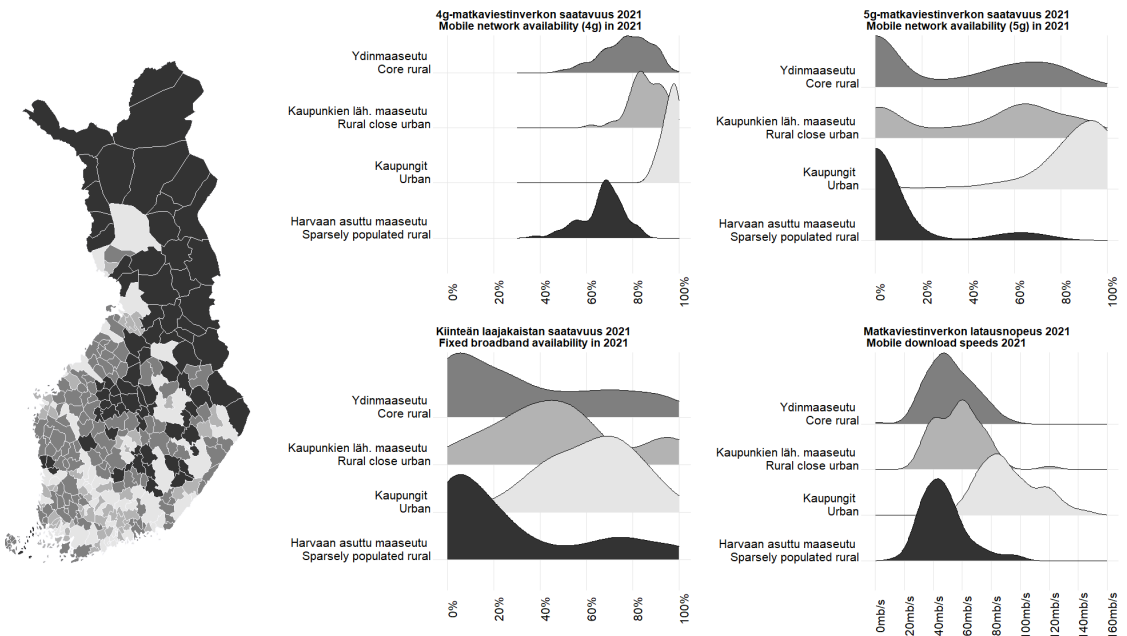 4g-matkaviestinverkon saatavuus 2021
Mobile network availability (4g) in 2021
Ydinmaaseutu
Core rural
Kaupunkien läh. maaseutu
Rural close urban
Kaupungit
Urban
Harvaan asuttu maaseutu
Sparsely populated rural
0%
20%
40%
60%
80%
100%
5g-matkaviestinverkon saatavuus 2021
Mobile network availability (5g) in 2021
Ydinmaaseutu
Core rural
Kaupunkien läh. maaseutu
Rural close urban
Kaupungit
Urban
Harvaan asuttu maaseutu
Sparsely populated rural
0%
20%
40%
60%
80%
100%
Kiinteän laajakaistan saatavuus 2021
Fixed broadband availability in 2021
Ydinmaaseutu
Core rural
Kaupunkien läh. maaseutu
Rural close urban
Kaupungit
Urban
Harvaan asuttu maaseutu
Sparsely populated rural
0%
20%
40%
60%
80%
100%
Matkaviestinverkon latausnopeus 2021
Mobile download speeds 2021
Ydinmaaseutu
Core rural
Kaupunkien läh. maaseutu
Rural close urban
Kaupungit
Urban
Harvaan asuttu maaseutu
Sparsely populated rural
0mb/s
20mb/s
40mb/s
60mb/s
80mb/s
100mb/s
120mb/s
140mb/s
160mb/s